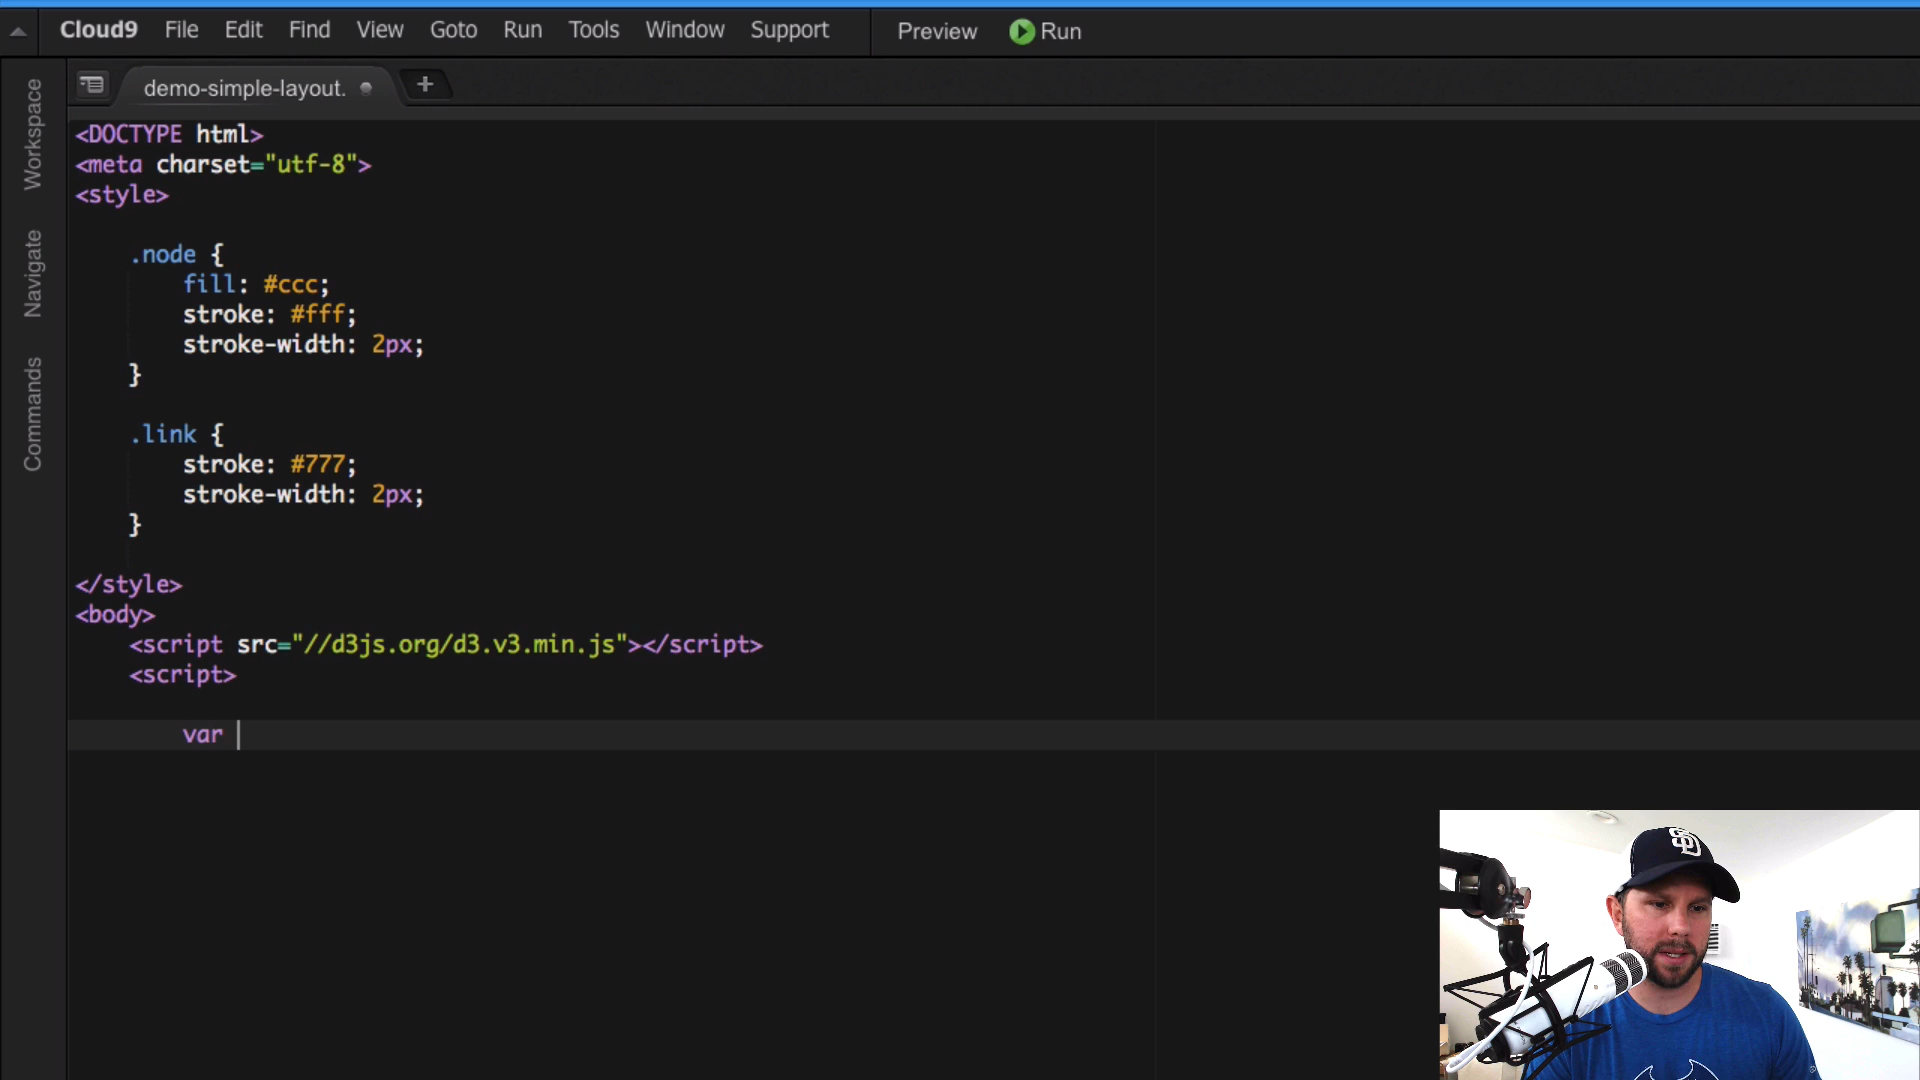 Cloud9 File Edit Find View Goto Run Tools Window Support Preview Run
demo-simple-layout. +
Workspace
Navigate
Commands
<DOCTYPE html>
<meta charset="utf-8">
<style>
.node {
fill: #ccc;
stroke: #fff;
stroke-width: 2px;
}
.link {
stroke: #777;
stroke-width: 2px;
}
</style>
<body>
<script src="//d3js.org/d3.v3.min.js"></script>
<script>
var
SD